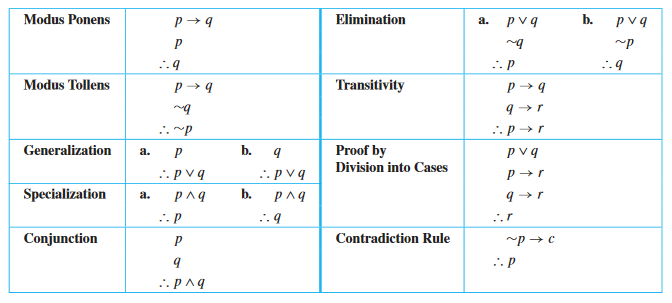 Modus Ponens
p → q
p
∴ q
Elimination
a. p ∨ q b. p ∨ q
~q ~p
∴ p ∴ q
Modus Tollens
p → q
~q
∴ ~p
Transitivity
p → q
q → r
∴ p → r
Generalization
a. p b. q
∴ p ∨ q ∴ p ∨ q
Proof by
Division into Cases
p ∨ q
p → r
q → r
∴ r
Specialization
a. p ∧ q b. p ∧ q
∴ p ∴ q
Conjunction
p
q
∴ p ∧ q
Contradiction Rule
~p → c
∴ p